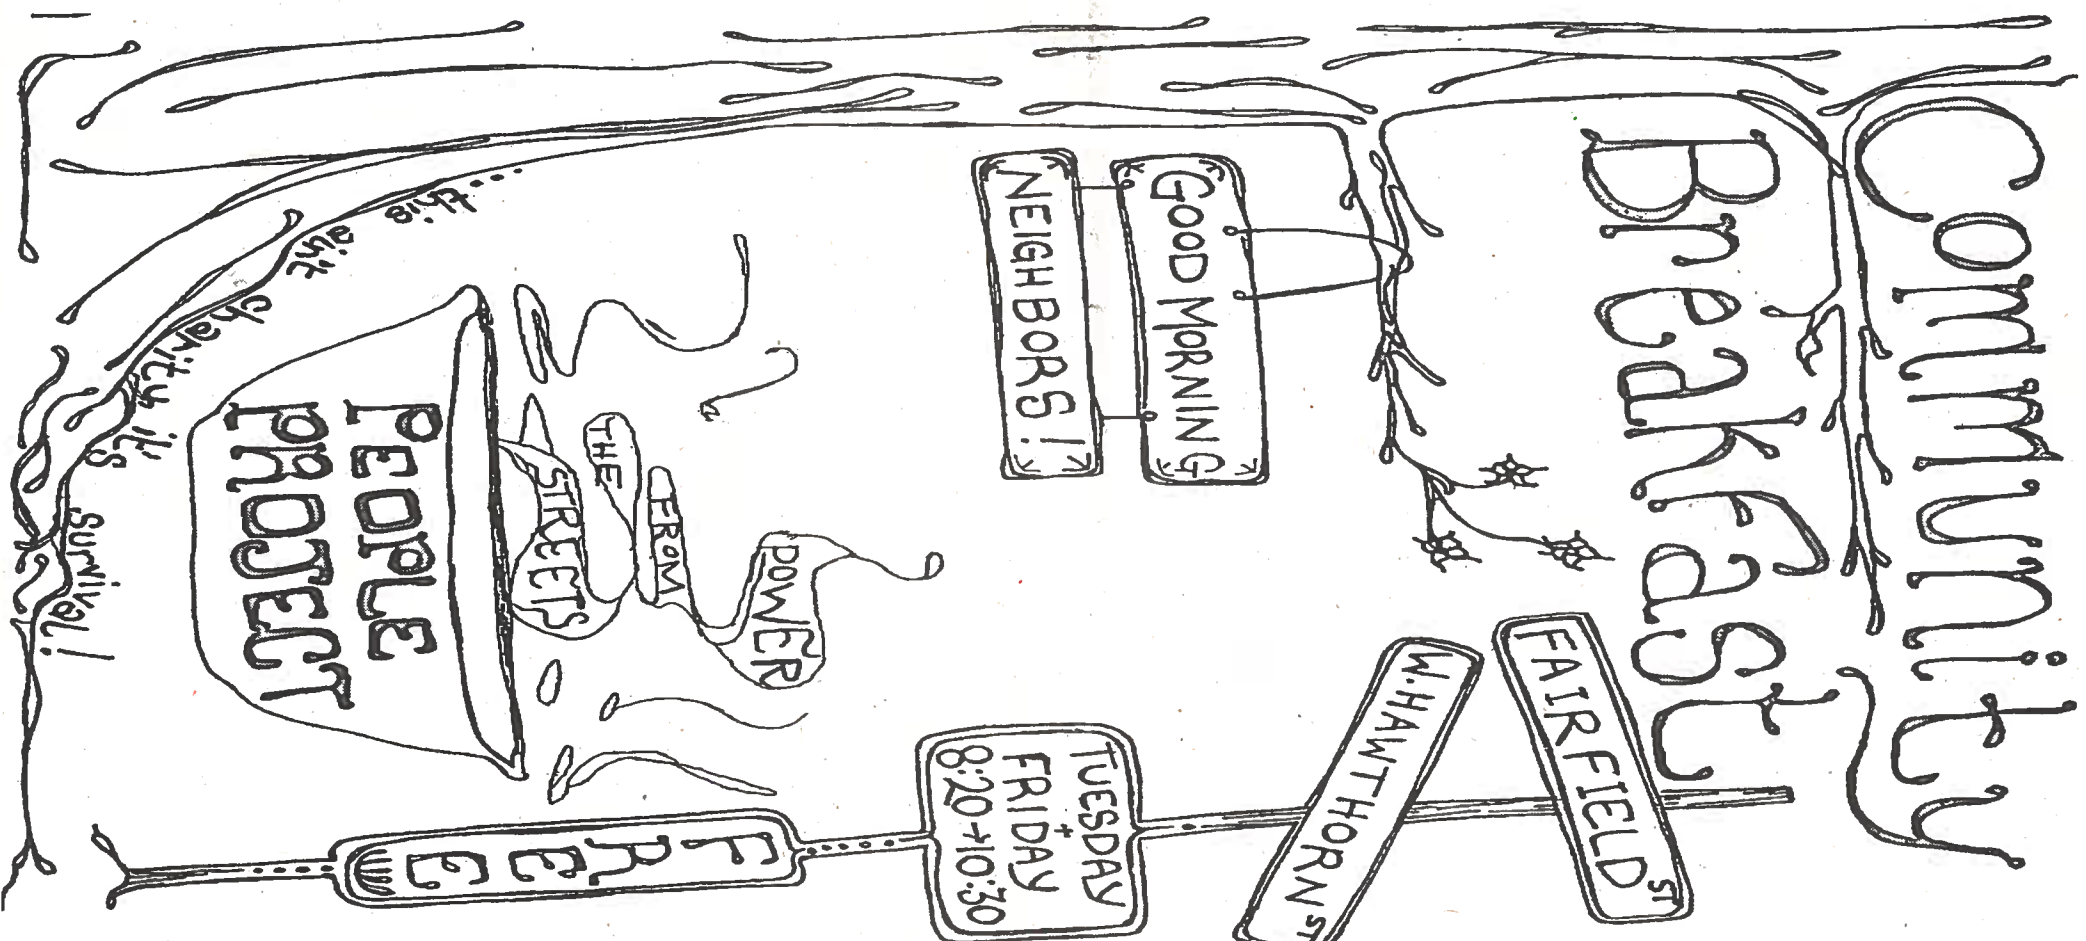 Community
Breakfast
GOOD MORNING
NEIGHBORS!
FAIRFIELD ST
W. HAWTHORN ST
TUESDAY
+
FRIDAY
8:20→10:30
POWER
FROM
THE
STREETS
PEOPLE
PROJECT
FREE
...this ain't charity it's survival!